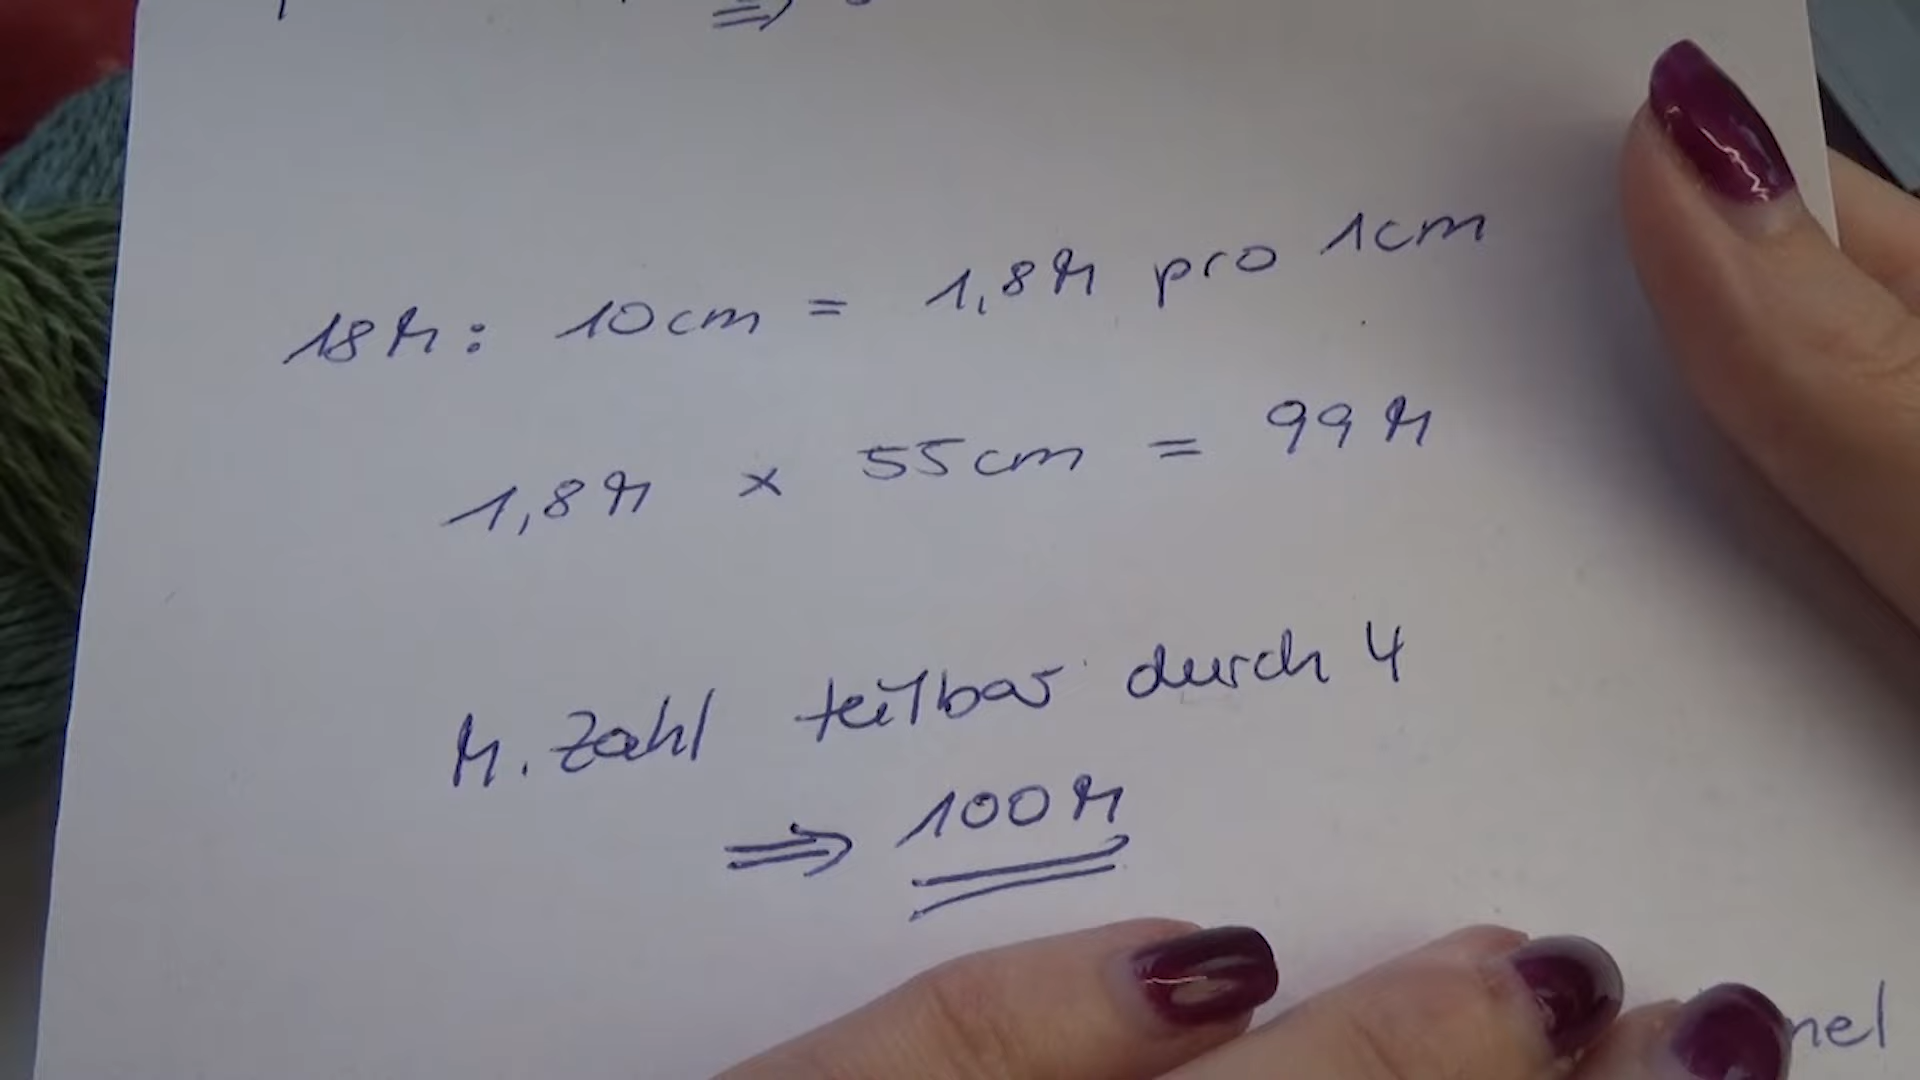 18M: 10cm = 1,8M pro 1cm
1,8M x 55cm = 99M
M. Zahl teilbar durch 4
⇒ 100M